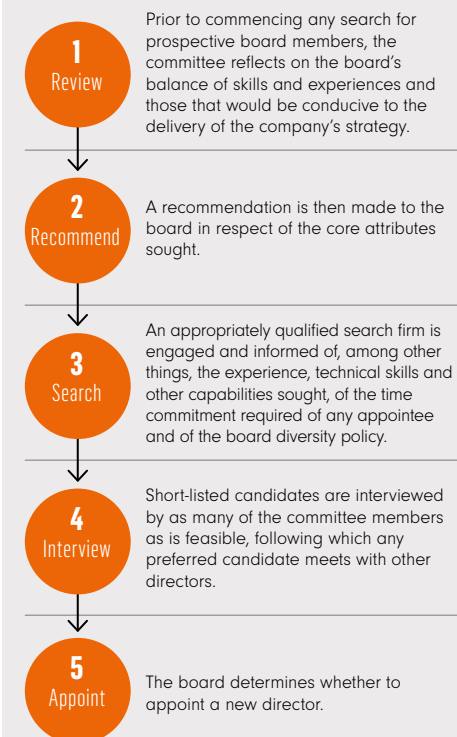 1
Review
Prior to commencing any search for
prospective board members, the
committee reflects on the board’s
balance of skills and experiences and
those that would be conducive to the
delivery of the company’s strategy.
2
Recommend
A recommendation is then made to the
board in respect of the core attributes
sought.
3
Search
An appropriately qualified search firm is
engaged and informed of, among other
things, the experience, technical skills and
other capabilities sought, of the time
commitment required of any appointee
and of the board diversity policy.
4
Interview
Short-listed candidates are interviewed
by as many of the committee members
as is feasible, following which any
preferred candidate meets with other
directors.
5
Appoint
The board determines whether to
appoint a new director.